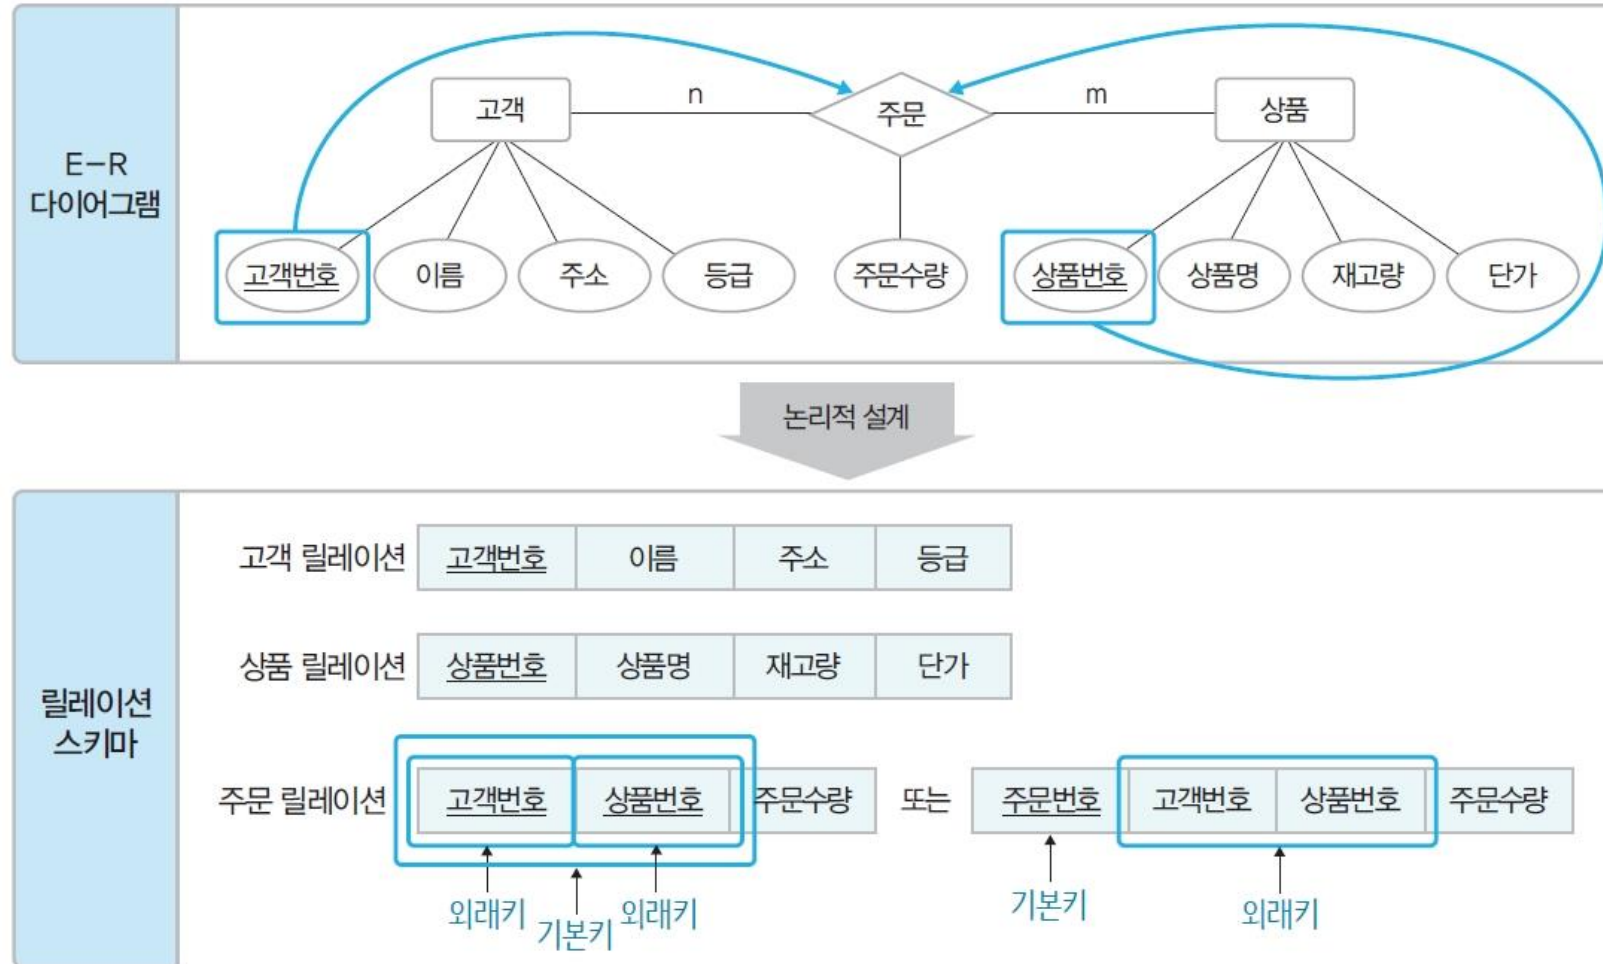 E-R
다이어그램
고객
n
주문
m
상품
고객번호
이름
주소
등급
주문수량
상품번호
상품명
재고량
단가
논리적 설계
릴레이션
스키마
고객 릴레이션 고객번호 이름 주소 등급
상품 릴레이션 상품번호 상품명 재고량 단가
주문 릴레이션 고객번호 상품번호 주문수량 또는 주문번호 고객번호 상품번호 주문수량
외래키 기본키 외래키 기본키 외래키